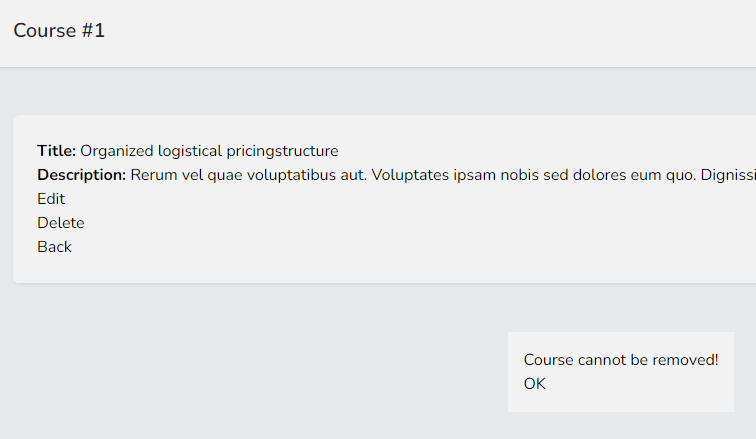 Course #1
Title: Organized logistical pricingstructure
Description: Rerum vel quae voluptatibus aut. Voluptates ipsam nobis sed dolores eum quo. Dignissi
Edit
Delete
Back
Course cannot be removed!
OK